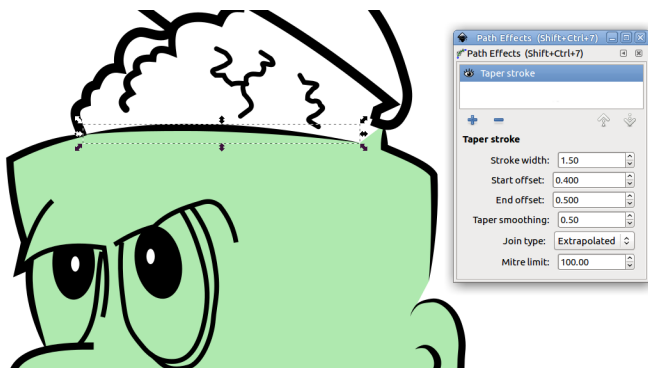 Path Effects (Shift+Ctrl+7)
Path Effects (Shift+Ctrl+7)
Taper stroke
Taper stroke
Stroke width: 1.50
Start offset: 0.400
End offset: 0.500
Taper smoothing: 0.50
Join type: Extrapolated
Mitre limit: 100.00